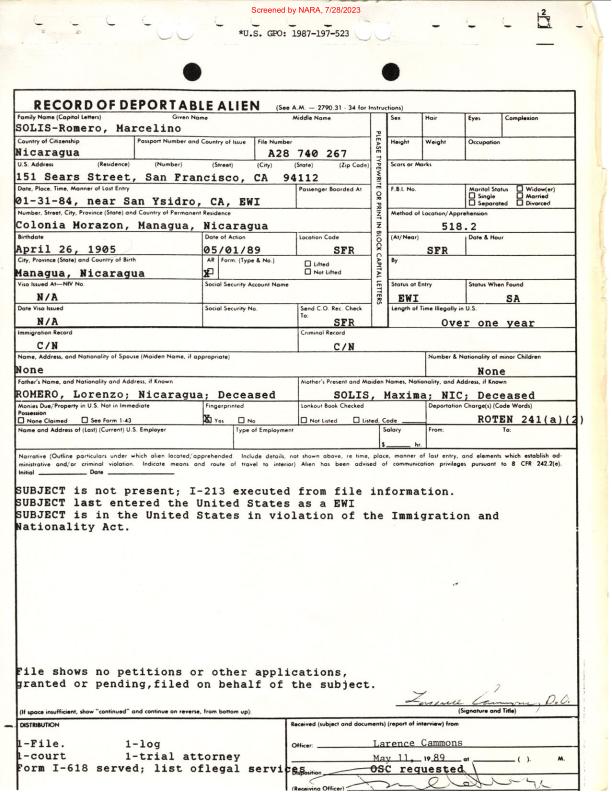 Screened by NARA, 7/28/2023
2
*U.S. GPO: 1987-197-523
RECORD OF DEPORTABLE ALIEN (See A.M. — 2790.31 - 34 for Instructions)
Family Name (Capital Letters) Given Name Middle Name Sex Hair Eyes Complexion
SOLIS-Romero, Marcelino
Country of Citizenship Passport Number and Country of Issue File Number Height Weight Occupation
Nicaragua A28 740 267
U.S. Address (Residence) (Number) (Street) (City) (State) (Zip Code) Scars or Marks
151 Sears Street, San Francisco, CA 94112
Date, Place, Time, Manner of Last Entry Passenger Boarded At F.B.I. No. Marital Status Widow(er)
Single Married
Separated Divorced
01-31-84, near San Ysidro, CA, EWI
Number, Street, City, Province (State) and Country of Permanent Residence Method of Location/Apprehension
Colonia Morazon, Managua, Nicaragua 518.2
Birthdate Date of Action Location Code (At/Near) Date & Hour
April 26, 1905 05/01/89 SFR SFR
City, Province (State) and Country of Birth AR Form: (Type & No.) Lifted Not Lifted By
Managua, Nicaragua X
Visa Issued At—NIV No. Social Security Account Name Status at Entry Status When Found
N/A EWI SA
Date Visa Issued Social Security No. Send C.O. Rec. Check To: Length of Time Illegally in U.S.
N/A SFR Over one year
Immigration Record Criminal Record
C/N C/N
PLEASE TYPEWRITE OR PRINT IN BLOCK CAPITAL LETTERS
Name, Address, and Nationality of Spouse (Maiden Name, if appropriate) Number & Nationality of minor Children
None None
Father's Name, and Nationality and Address, if Known Mother's Present and Maiden Names, Nationality, and Address, if Known
ROMERO, Lorenzo; Nicaragua; Deceased SOLIS, Maxima; NIC; Deceased
Monies Due/Property in U.S. Not in Immediate Possession Fingerprinted Lookout Book Checked Deportation Charge(s) (Code Words)
None Claimed See Form 1-43 X Yes No Not Listed Listed, Code ROTEN 241(a)(2)
Name and Address of (Last) (Current) U.S. Employer Type of Employment Salary From: To:
$ hr.
Narrative (Outline particulars under which alien located/apprehended. Include details, not shown above, re time, place, manner of last entry, and elements which establish ad-
ministrative and/or criminal violation. Indicate means and route of travel to interior) Alien has been advised of communication privileges pursuant to 8 CFR 242.2(e).
Initial Date
SUBJECT is not present; I-213 executed from file information.
SUBJECT last entered the United States as a EWI
SUBJECT is in the United States in violation of the Immigration and
Nationality Act.
File shows no petitions or other applications,
granted or pending,filed on behalf of the subject.
(If space insufficient, show "continued" and continue on reverse, from bottom up) (Signature and Title)
DISTRIBUTION Received (subject and documents) (report of interview) from
1-File. 1-log Officer: Larence Cammons
1-court 1-trial attorney May 11, 1989 at ( ). M.
Form I-618 served; list oflegal services Disposition OSC requested
(Receiving Officer)